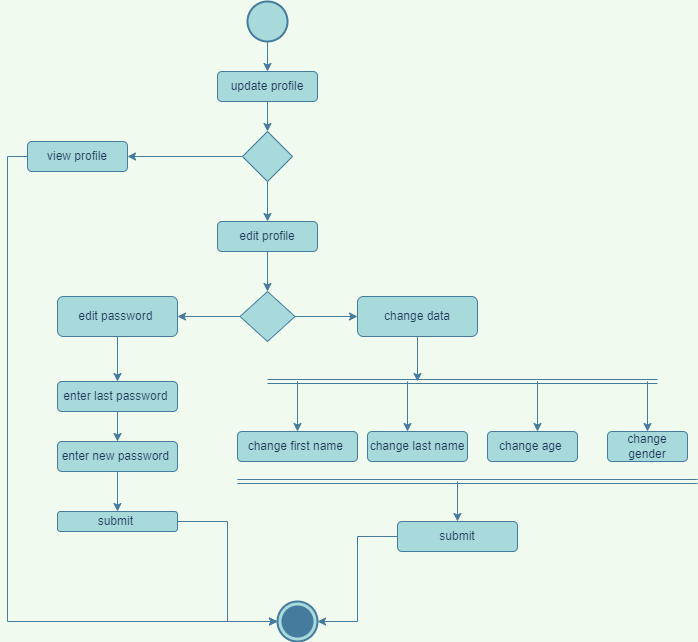 update profile
view profile
edit profile
edit password
change data
enter last password
change first name
change last name
change age
change
gender
enter new password
submit
submit